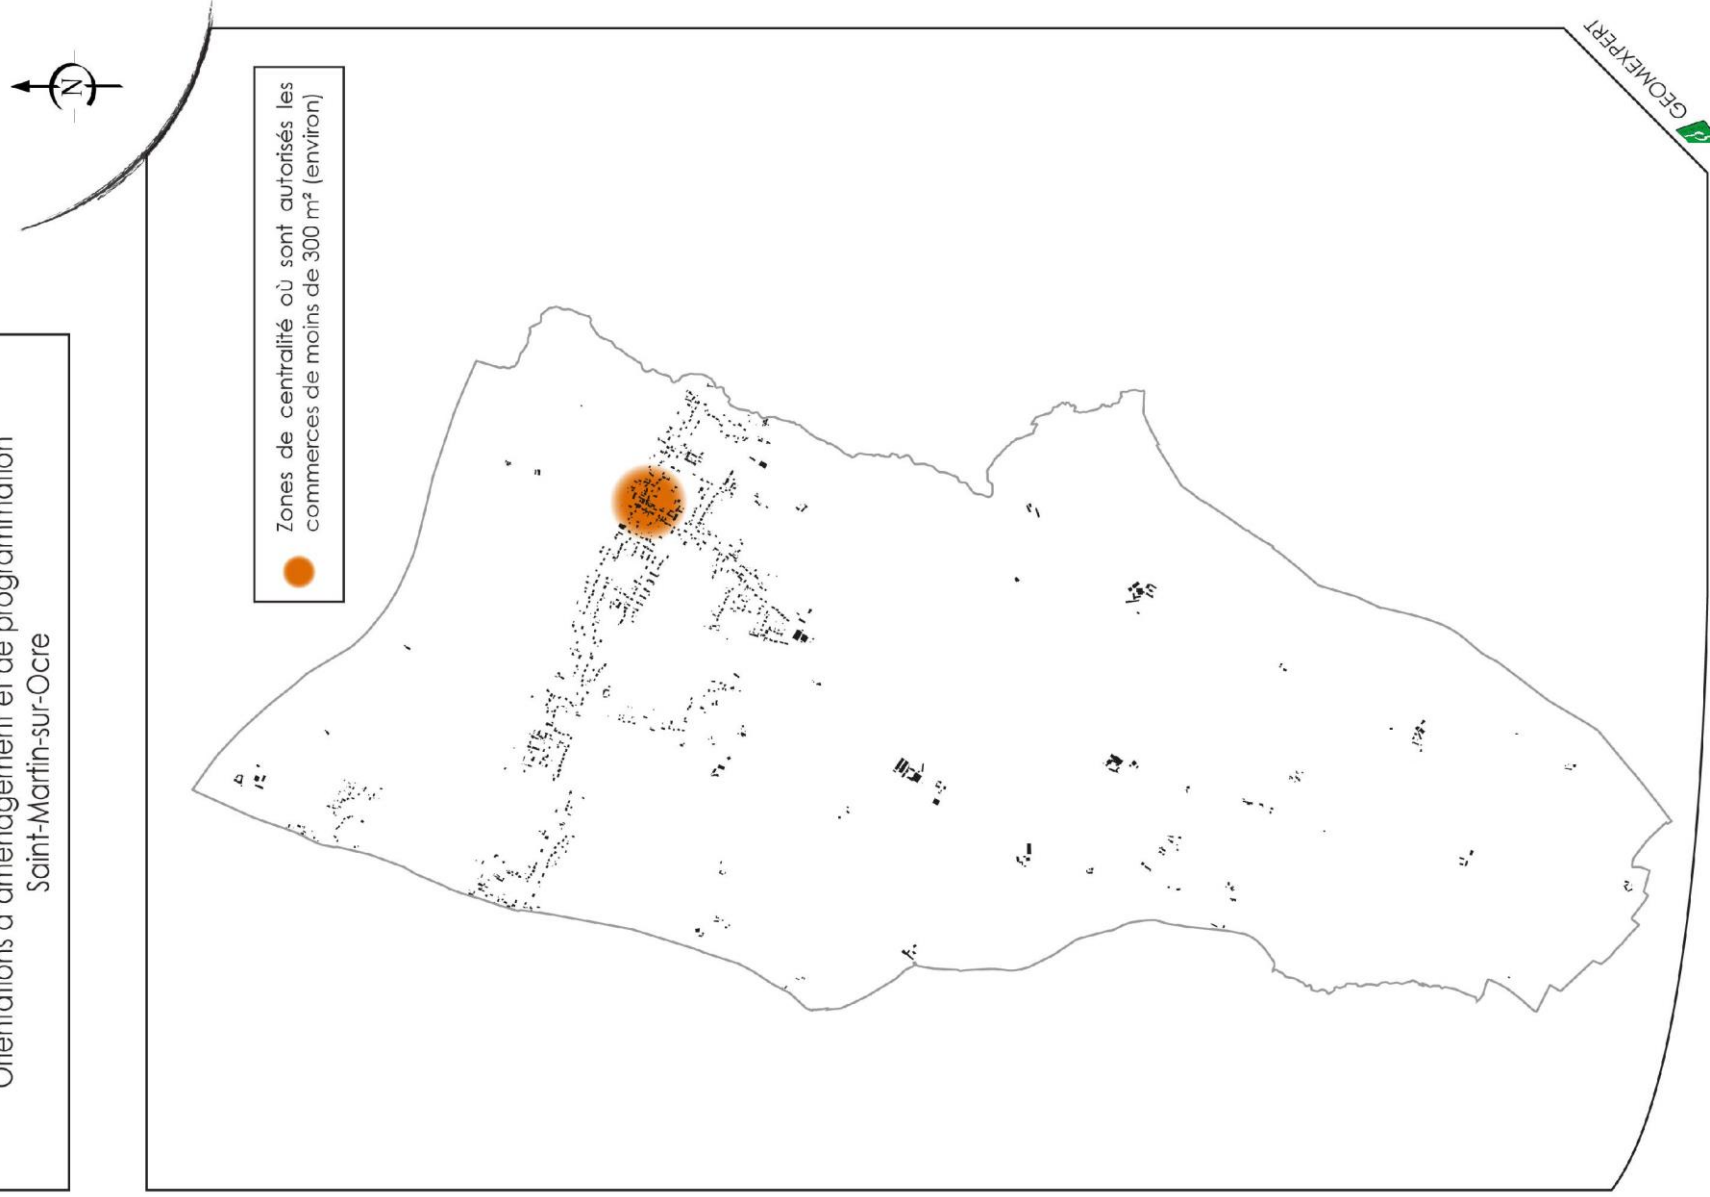 Orientations d'aménagement et de programmation
Saint-Martin-sur-Ocre
N
Zones de centralité où sont autorisés les
commerces de moins de 300 m² (environ)
GEOMEXPERT